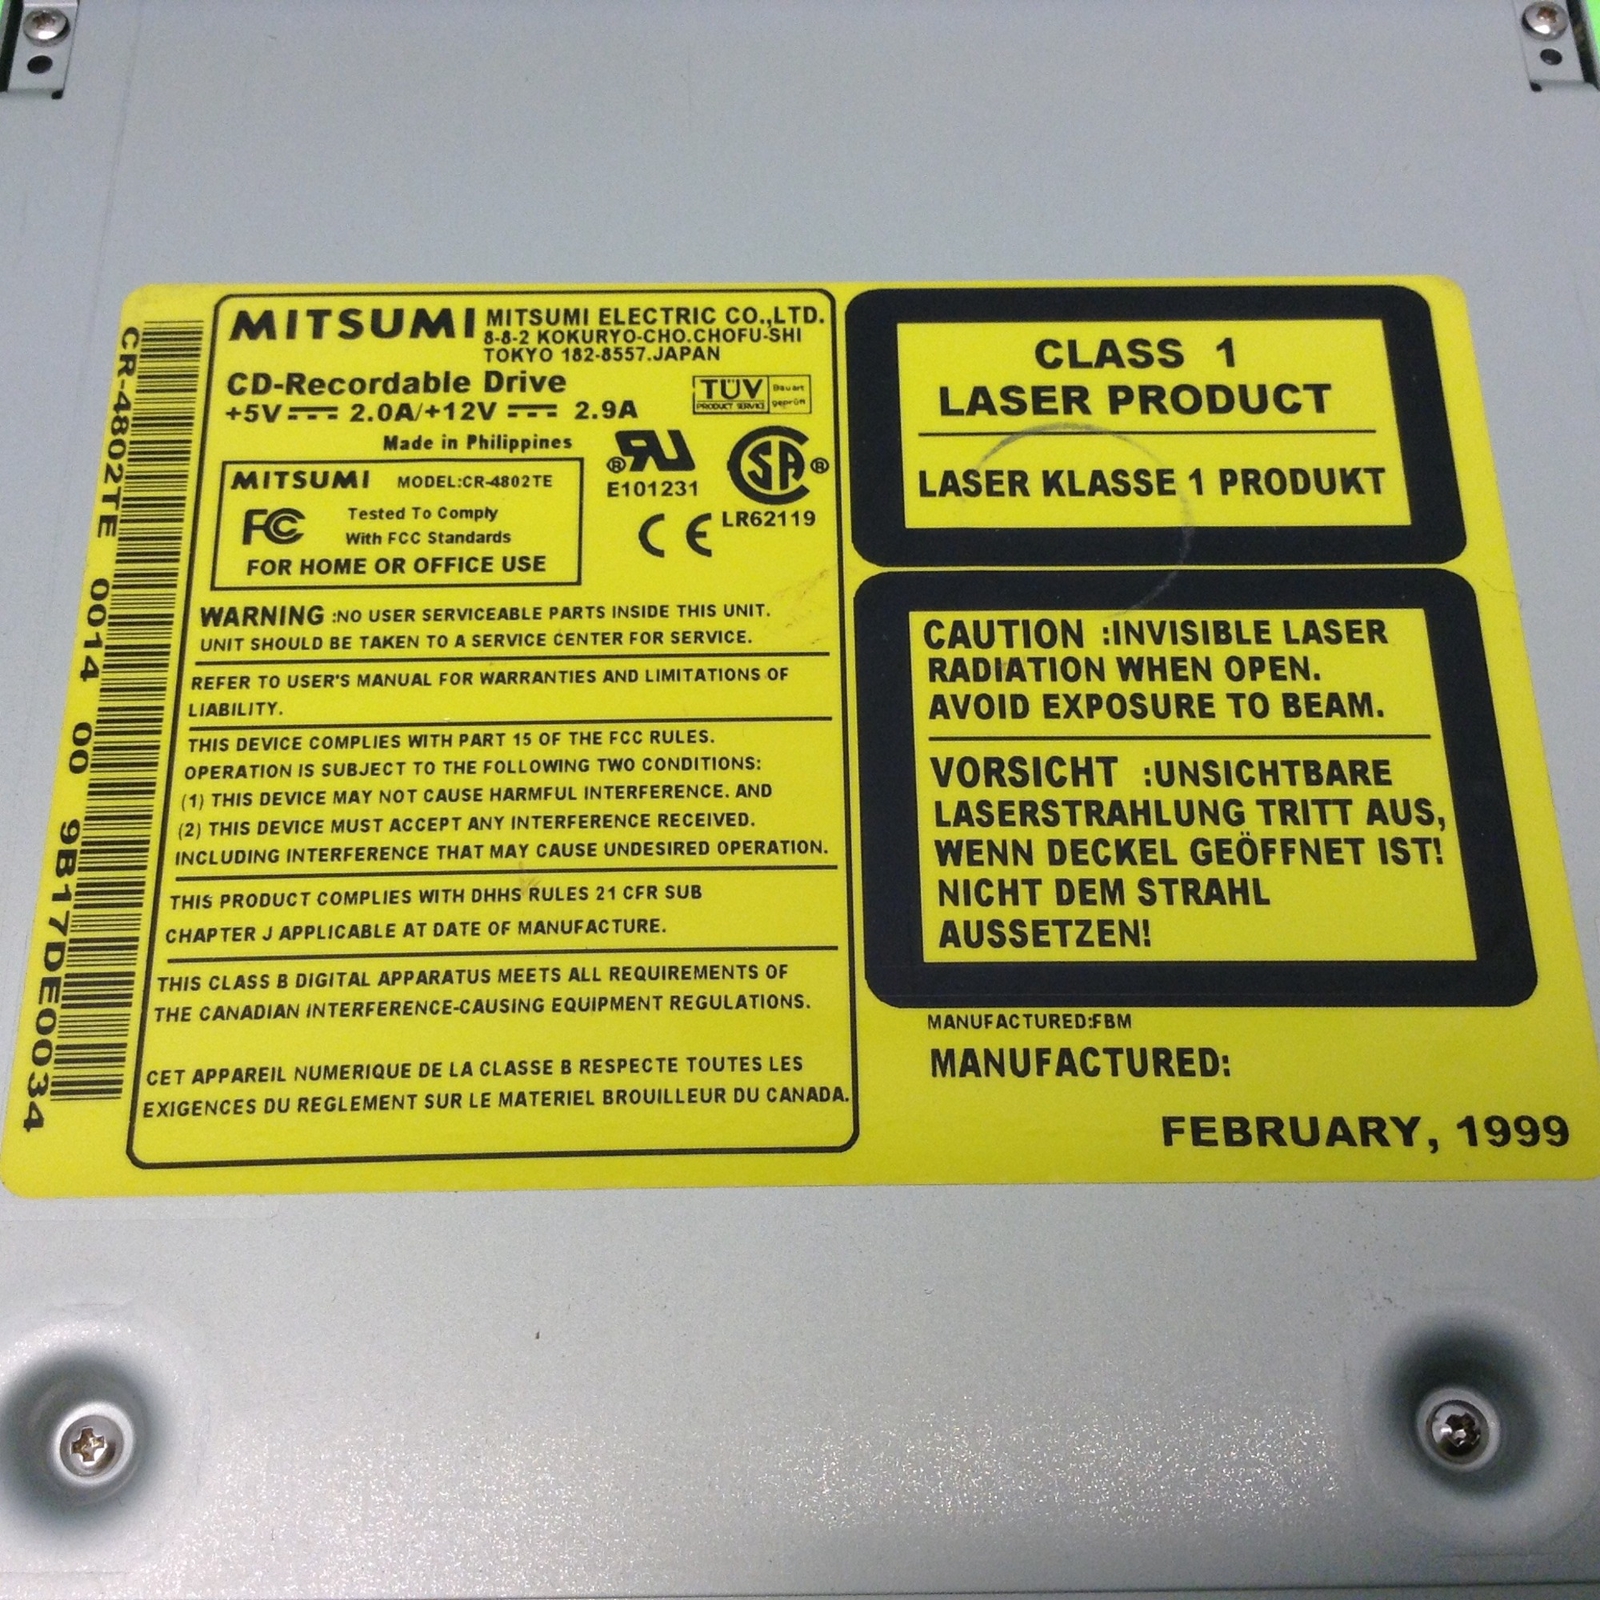 CR-4802TE 0014 00 9B17DE0034
MITSUMI
MITSUMI ELECTRIC CO.,LTD.
8-8-2 KOKURYO-CHO.CHOFU-SHI
TOKYO 182-8557.JAPAN
CD-Recordable Drive
+5V 2.0A/+12V 2.9A
TÜV
PRODUCT SERVICE
Bauart
geprüft
Made in Philippines
MITSUMI MODEL:CR-4802TE
FC
Tested To Comply
With FCC Standards
FOR HOME OR OFFICE USE
RU ®
E101231
SA ®
LR62119
CE
WARNING :NO USER SERVICEABLE PARTS INSIDE THIS UNIT.
UNIT SHOULD BE TAKEN TO A SERVICE CENTER FOR SERVICE.
REFER TO USER'S MANUAL FOR WARRANTIES AND LIMITATIONS OF
LIABILITY.
THIS DEVICE COMPLIES WITH PART 15 OF THE FCC RULES.
OPERATION IS SUBJECT TO THE FOLLOWING TWO CONDITIONS:
(1) THIS DEVICE MAY NOT CAUSE HARMFUL INTERFERENCE. AND
(2) THIS DEVICE MUST ACCEPT ANY INTERFERENCE RECEIVED.
INCLUDING INTERFERENCE THAT MAY CAUSE UNDESIRED OPERATION.
THIS PRODUCT COMPLIES WITH DHHS RULES 21 CFR SUB
CHAPTER J APPLICABLE AT DATE OF MANUFACTURE.
THIS CLASS B DIGITAL APPARATUS MEETS ALL REQUIREMENTS OF
THE CANADIAN INTERFERENCE-CAUSING EQUIPMENT REGULATIONS.
CET APPAREIL NUMERIQUE DE LA CLASSE B RESPECTE TOUTES LES
EXIGENCES DU REGLEMENT SUR LE MATERIEL BROUILLEUR DU CANADA.
CLASS 1
LASER PRODUCT
LASER KLASSE 1 PRODUKT
CAUTION :INVISIBLE LASER
RADIATION WHEN OPEN.
AVOID EXPOSURE TO BEAM.
VORSICHT :UNSICHTBARE
LASERSTRAHLUNG TRITT AUS,
WENN DECKEL GEÖFFNET IST!
NICHT DEM STRAHL
AUSSETZEN!
MANUFACTURED:FBM
MANUFACTURED:
FEBRUARY, 1999